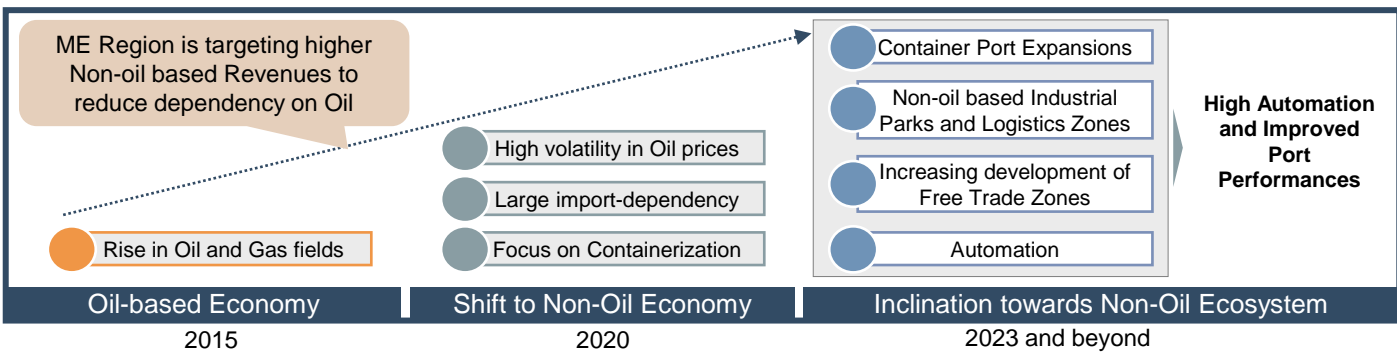 ME Region is targeting higher
Non-oil based Revenues to
reduce dependency on Oil
Rise in Oil and Gas fields
High volatility in Oil prices
Large import-dependency
Focus on Containerization
Container Port Expansions
Non-oil based Industrial
Parks and Logistics Zones
Increasing development of
Free Trade Zones
Automation
High Automation
and Improved
Port
Performances
Oil-based Economy
Shift to Non-Oil Economy
Inclination towards Non-Oil Ecosystem
2015
2020
2023 and beyond